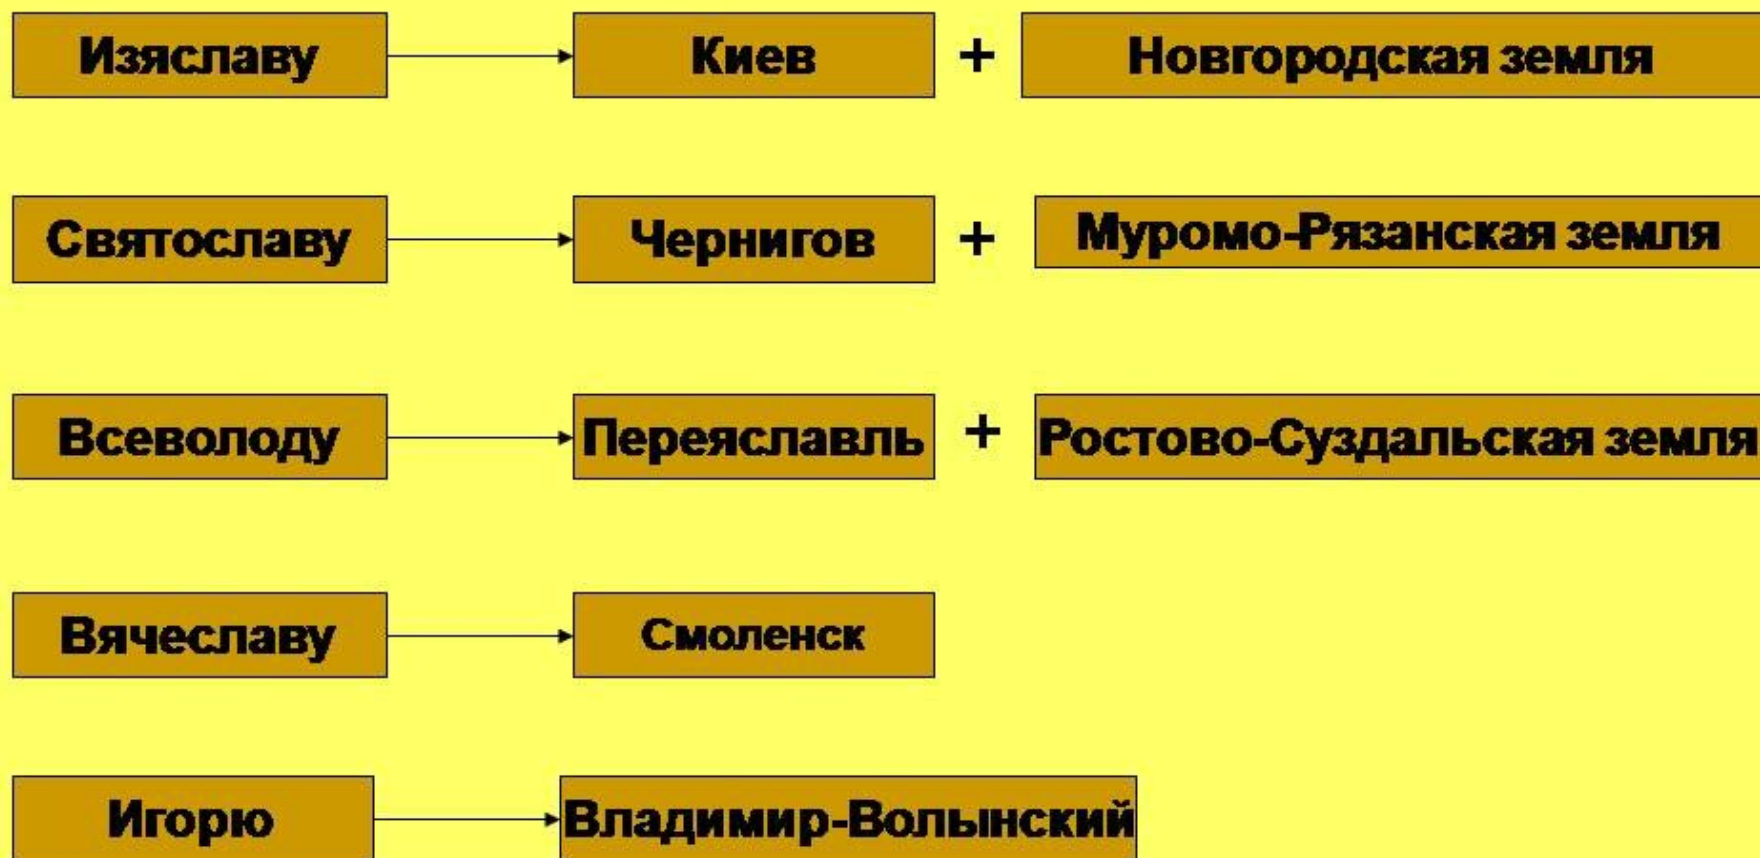 Изяславу Киев + Новгородская земля
Святославу Чернигов + Муромо-Рязанская земля
Всеволоду Переяславль + Ростово-Суздальская земля
Вячеславу Смоленск
Игорю Владимир-Волынский